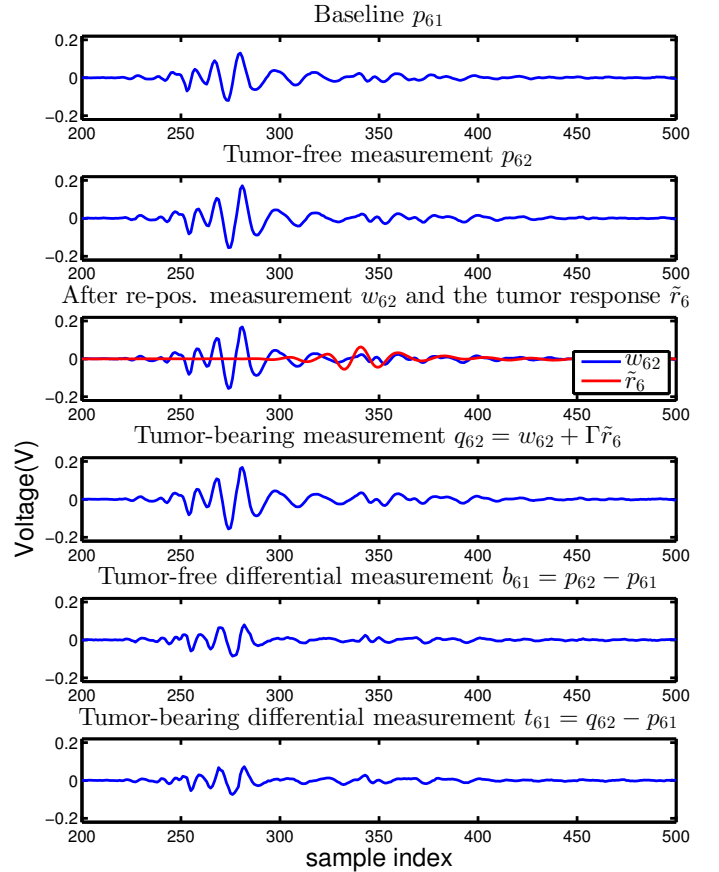 Baseline p₆₁
0.2
0
−0.2
200 250 300 350 400 450 500
Tumor-free measurement p₆₂
0.2
0
−0.2
200 250 300 350 400 450 500
After re-pos. measurement w₆₂ and the tumor response r̃₆
0.2
0
−0.2
w₆₂
r̃₆
200 250 300 350 400 450 500
Tumor-bearing measurement q₆₂ = w₆₂ + Γr̃₆
0.2
0
−0.2
200 250 300 350 400 450 500
Tumor-free differential measurement b₆₁ = p₆₂ − p₆₁
0.2
0
−0.2
200 250 300 350 400 450 500
Tumor-bearing differential measurement t₆₁ = q₆₂ − p₆₁
0.2
0
−0.2
200 250 300 350 400 450 500
Voltage(V)
sample index